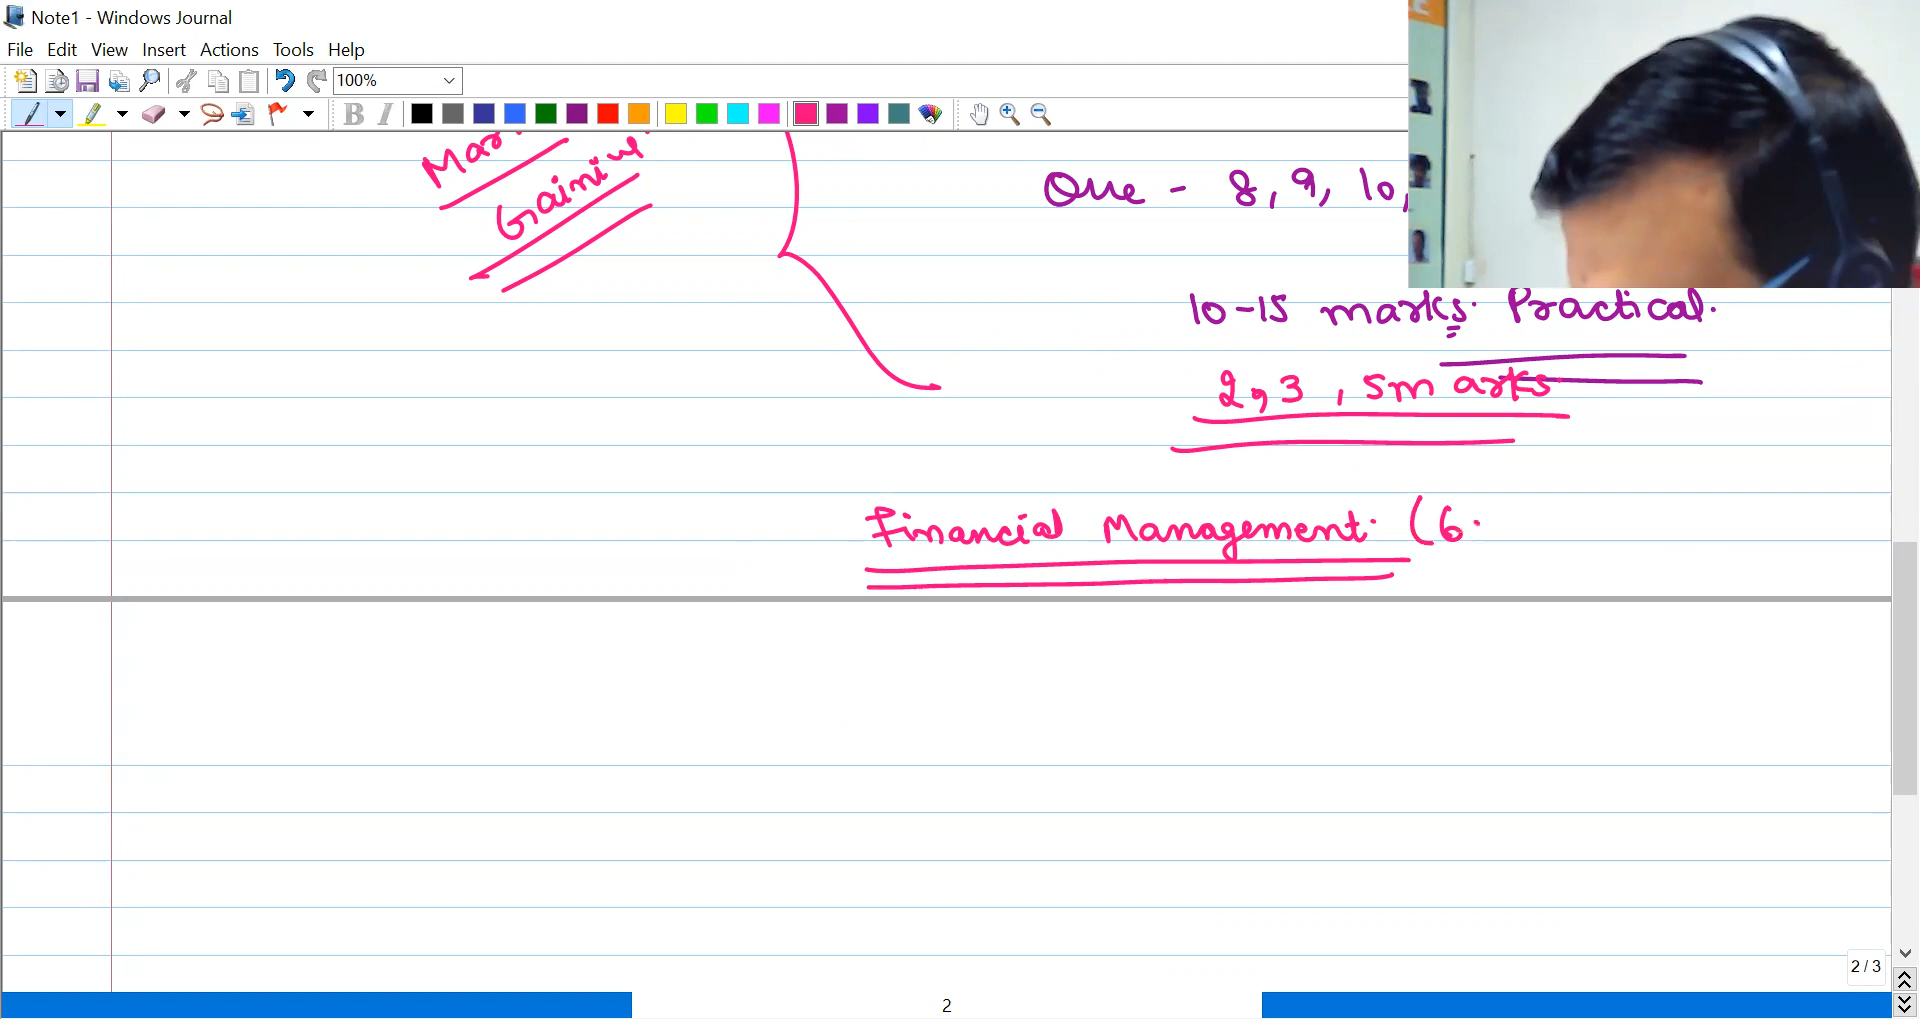 Note1 - Windows Journal
File Edit View Insert Actions Tools Help
100%
B I
Gaining
Que - 8, 9, 10,
10-15 marks. Practical.
2, 3, 5 marks.
Financial Management. (6.
2 / 3
2